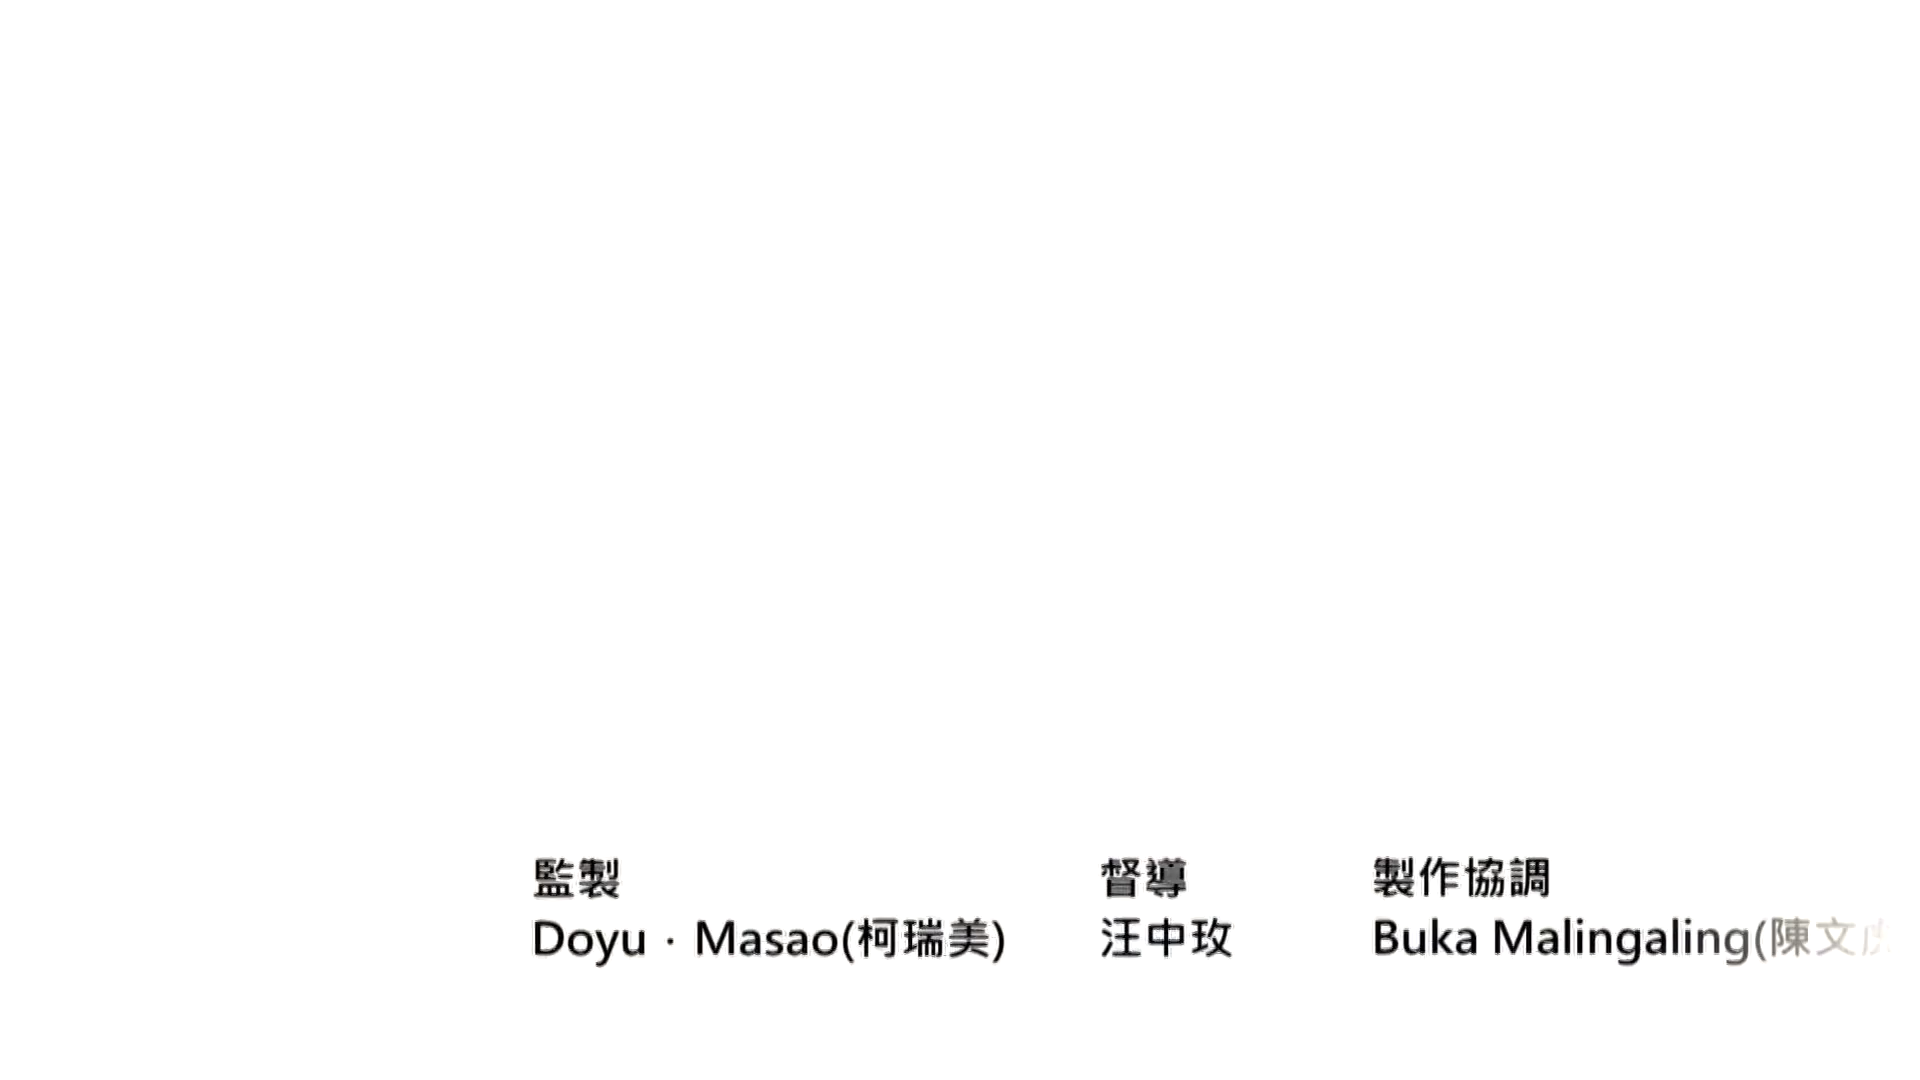 監製
Doyu · Masao(柯瑞美)
督導
汪中玫
製作協調
Buka Malingaling(陳文